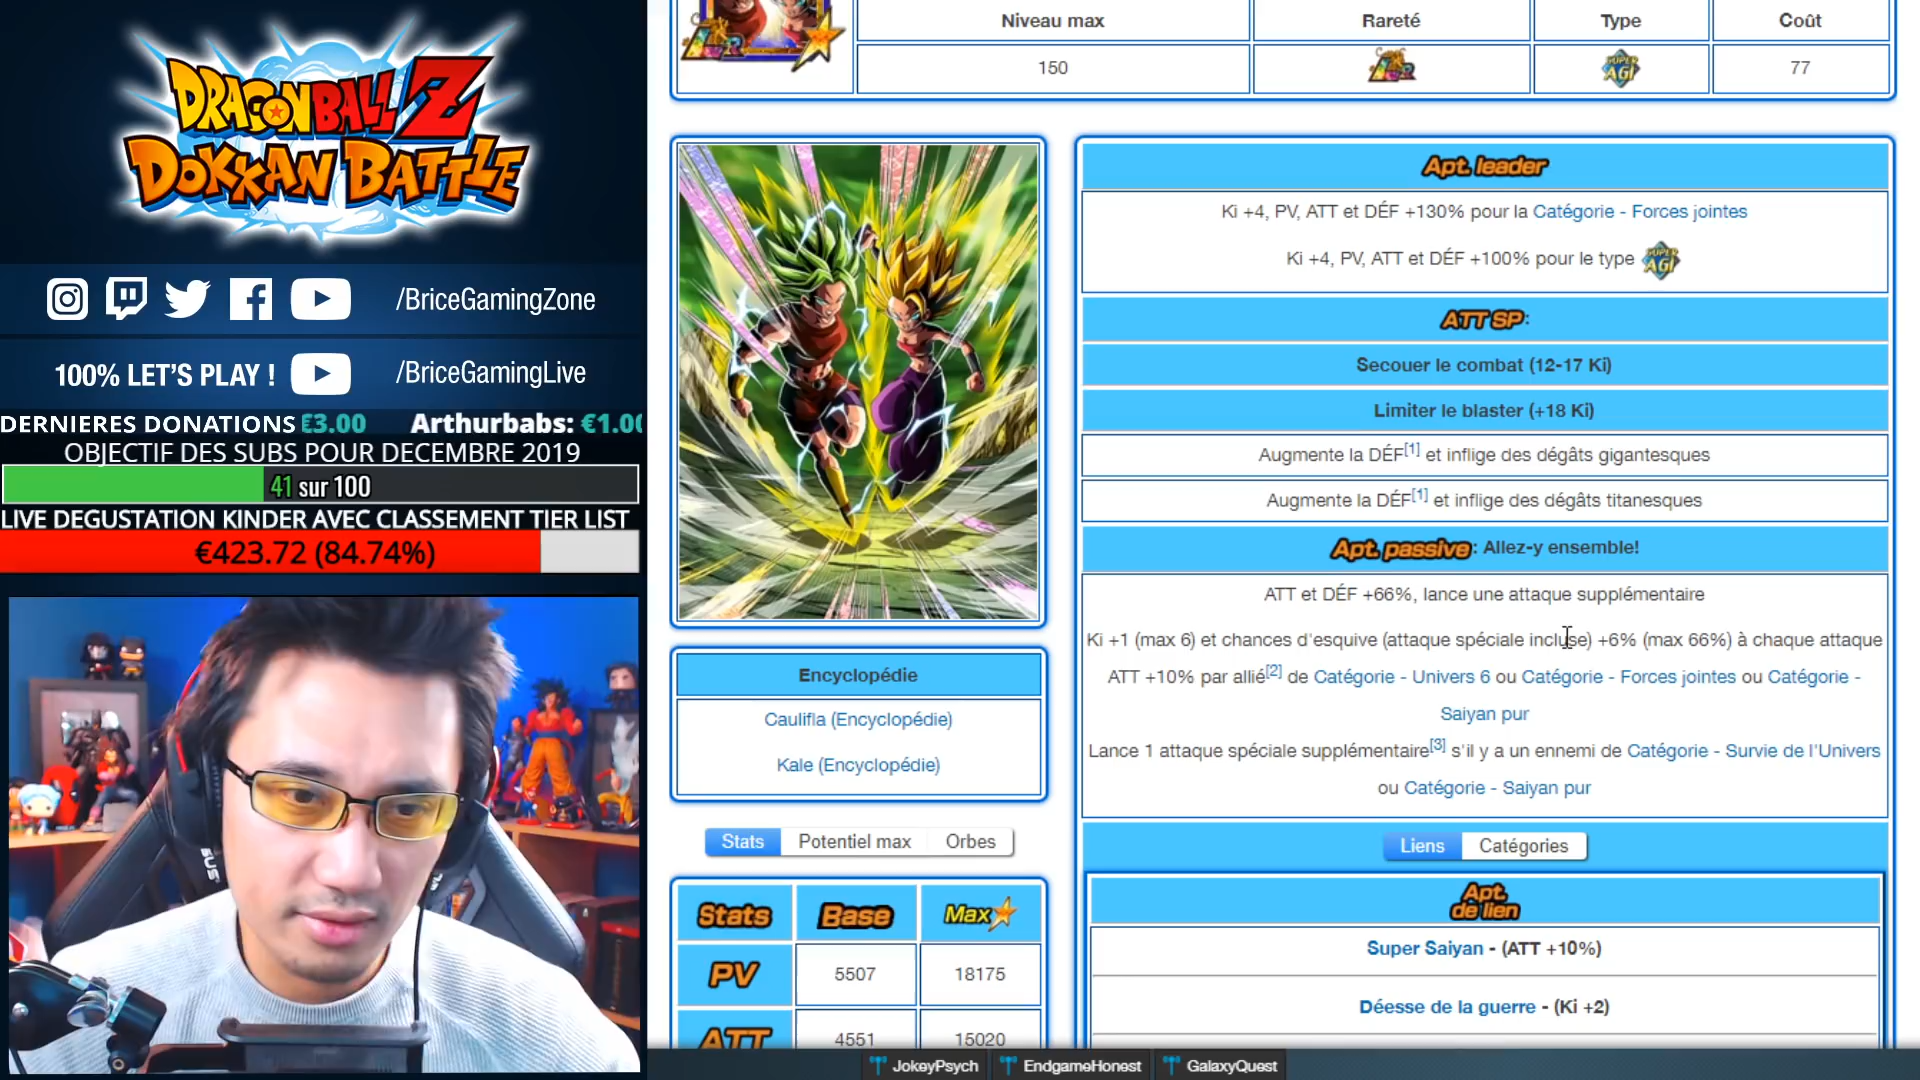 DRAGON BALL Z
DOKKAN BATTLE
/BriceGamingZone
100% LET'S PLAY ! /BriceGamingLive
DERNIERES DONATIONS €3.00 Arthurbabs: €1.00
OBJECTIF DES SUBS POUR DECEMBRE 2019
41 sur 100
LIVE DEGUSTATION KINDER AVEC CLASSEMENT TIER LIST
€423.72 (84.74%)
Niveau max Rareté Type Coût
150 LR SUPER AGI 77
Apt. leader
Ki +4, PV, ATT et DÉF +130% pour la Catégorie - Forces jointes
Ki +4, PV, ATT et DÉF +100% pour le type SUPER AGI
ATT SP:
Secouer le combat (12-17 Ki)
Limiter le blaster (+18 Ki)
Augmente la DÉF[1] et inflige des dégâts gigantesques
Augmente la DÉF[1] et inflige des dégâts titanesques
Apt. passive: Allez-y ensemble!
ATT et DÉF +66%, lance une attaque supplémentaire
Ki +1 (max 6) et chances d'esquive (attaque spéciale incluse) +6% (max 66%) à chaque attaque
ATT +10% par allié[2] de Catégorie - Univers 6 ou Catégorie - Forces jointes ou Catégorie -
Saiyan pur
Lance 1 attaque spéciale supplémentaire[3] s'il y a un ennemi de Catégorie - Survie de l'Univers
ou Catégorie - Saiyan pur
Liens Catégories
Apt.
de lien
Super Saiyan - (ATT +10%)
Déesse de la guerre - (Ki +2)
Encyclopédie
Caulifla (Encyclopédie)
Kale (Encyclopédie)
Stats Potentiel max Orbes
Stats Base Max
PV 5507 18175
ATT 4551 15020
JokeyPsych EndgameHonest GalaxyQuest